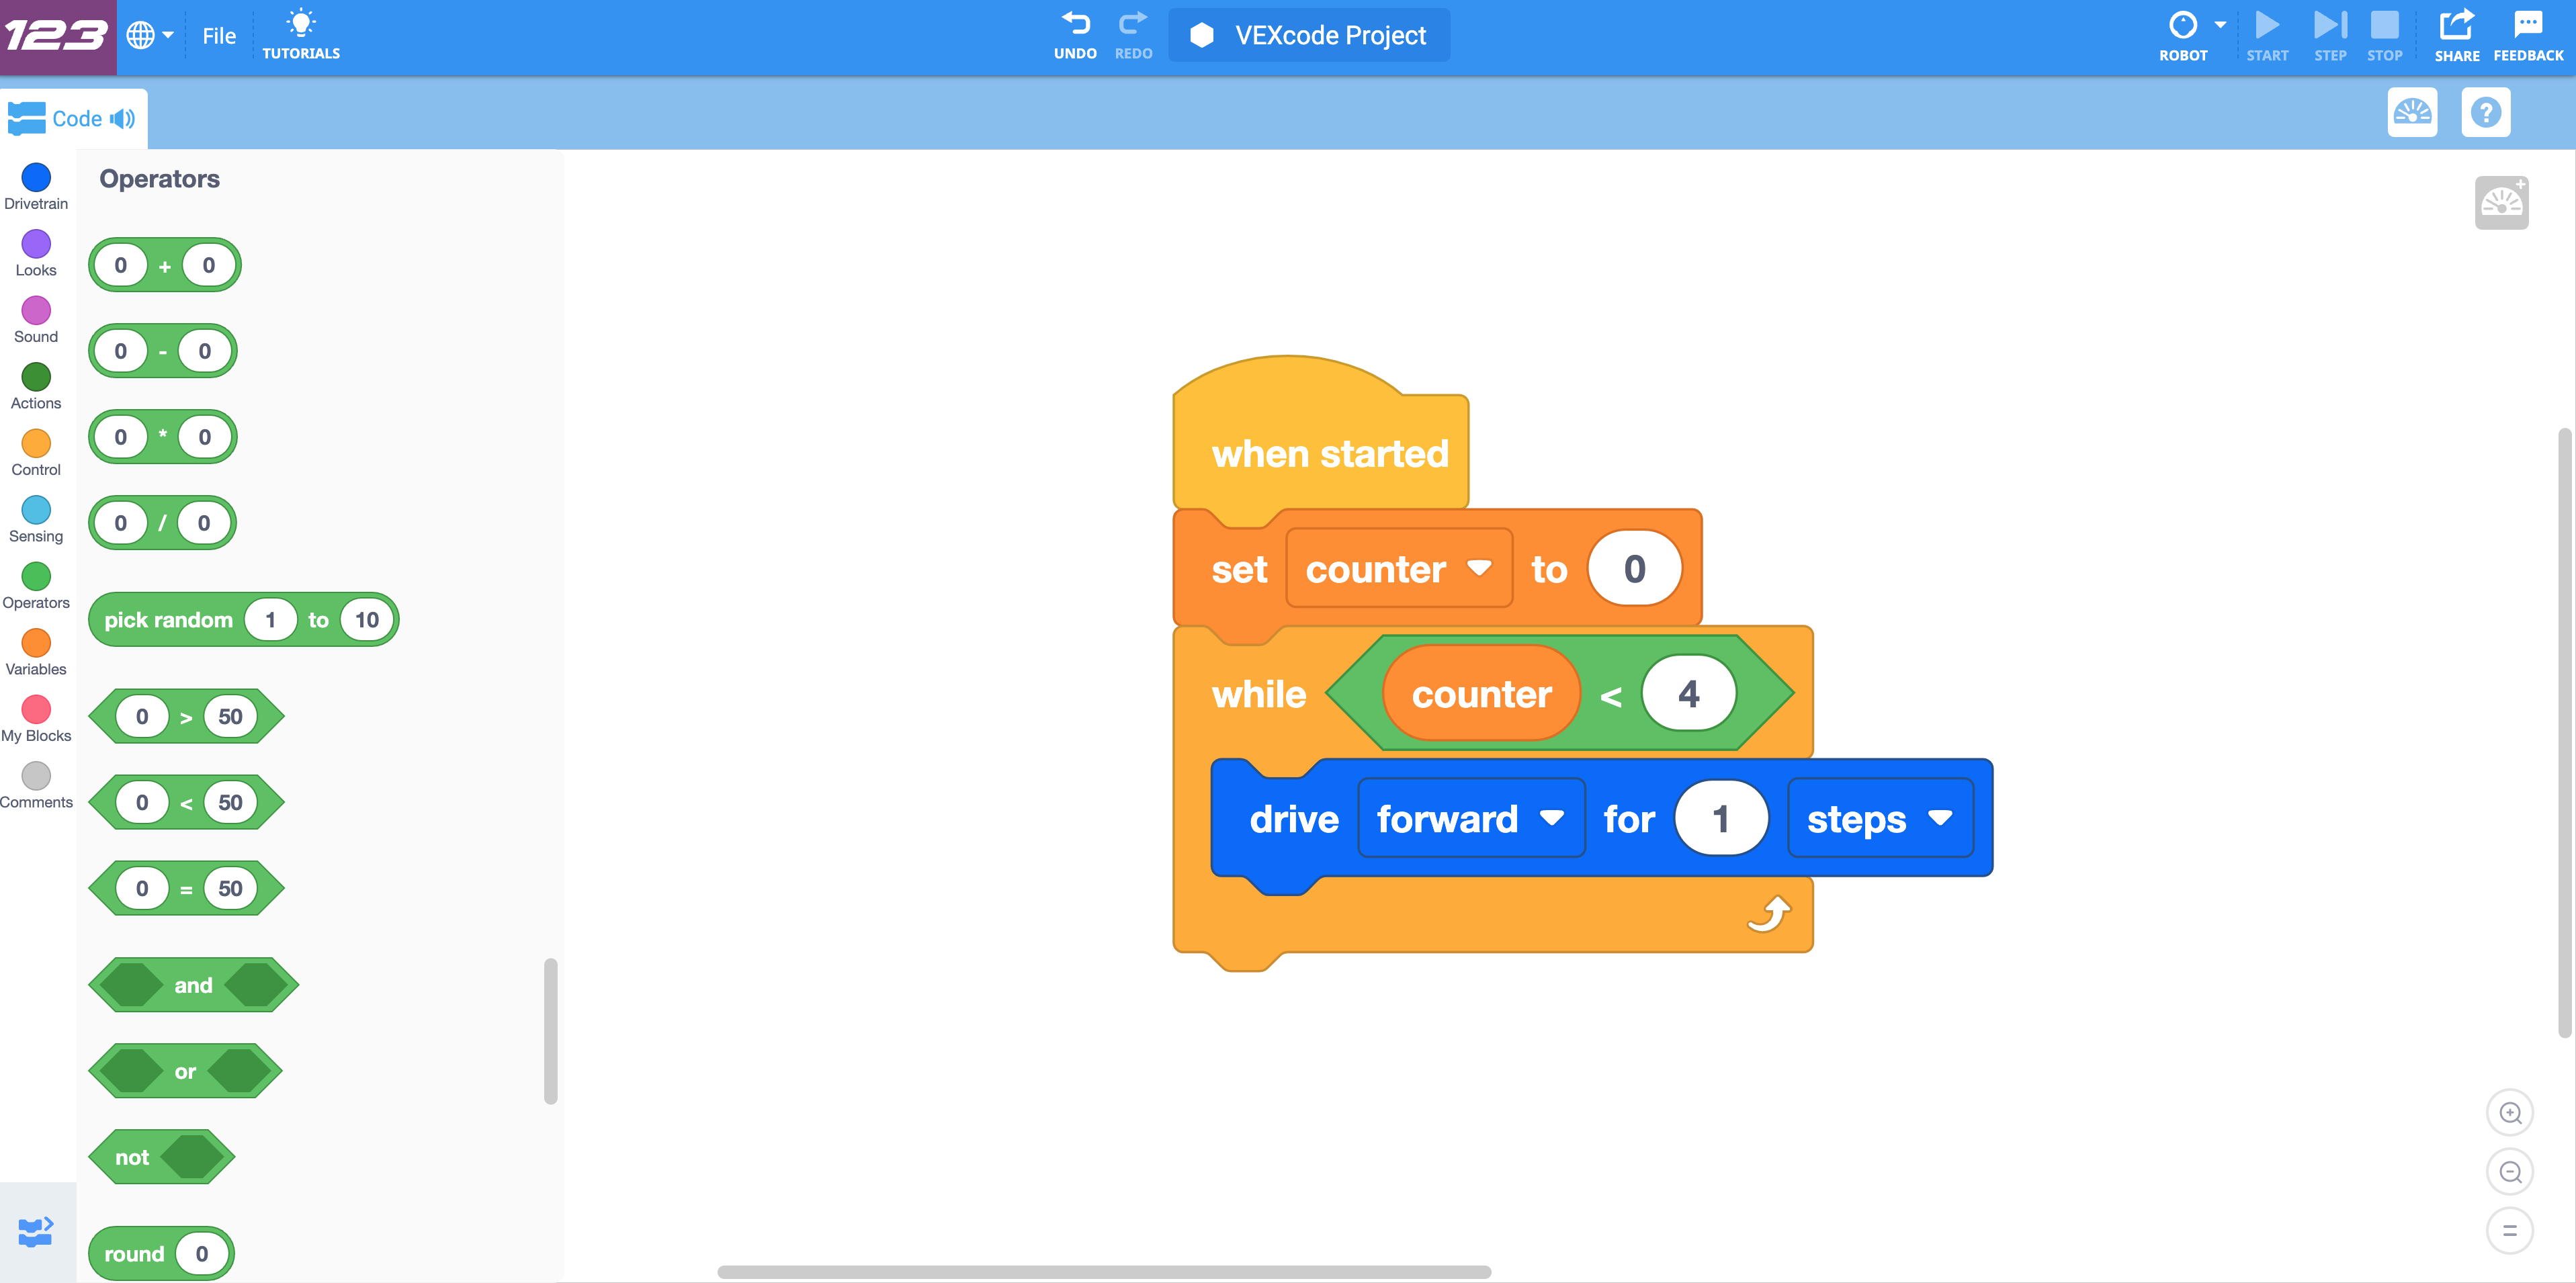 123
File
TUTORIALS
UNDO
REDO
VEXcode Project
ROBOT
START
STEP
STOP
SHARE
FEEDBACK
Code
?
Drivetrain
Looks
Sound
Actions
Control
Sensing
Operators
Variables
My Blocks
Comments
Operators
0 + 0
0 - 0
0 * 0
0 / 0
pick random 1 to 10
0 > 50
0 < 50
0 = 50
and
or
not
round 0
when started
set counter to 0
while counter < 4
drive forward for 1 steps